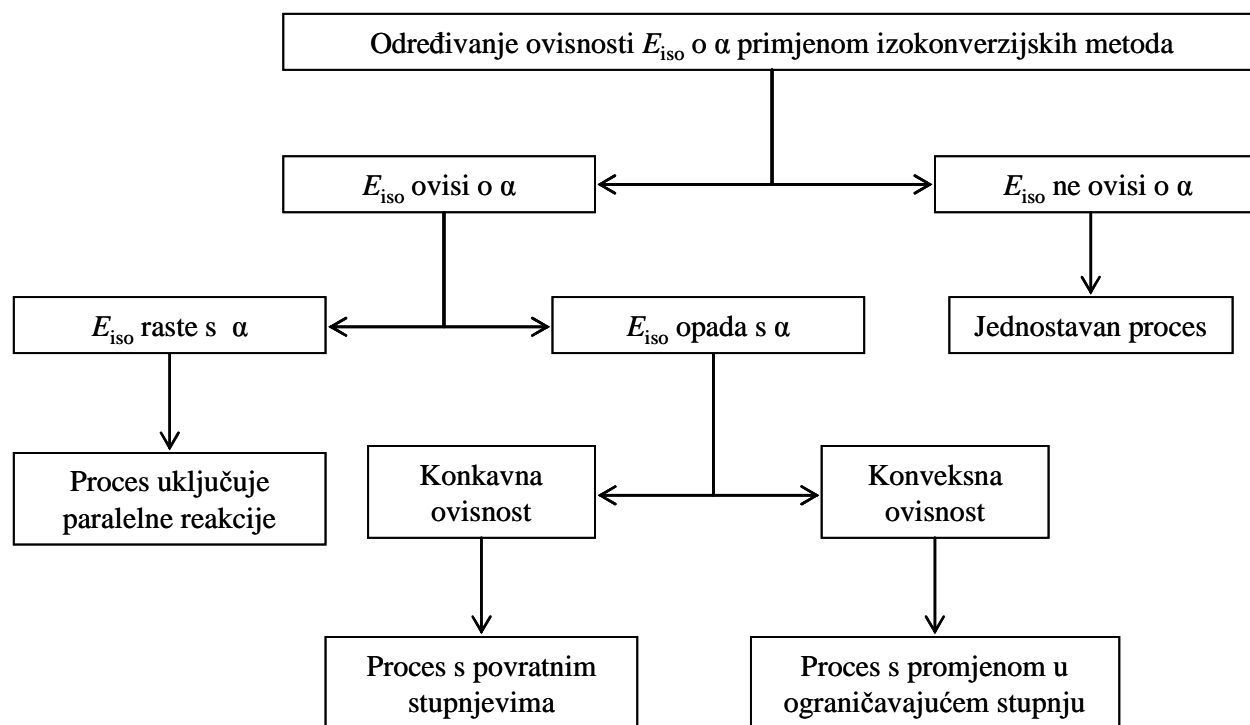 Određivanje ovisnosti Eiso o α primjenom izokonverzijskih metoda
Eiso ovisi o α
Eiso ne ovisi o α
Eiso raste s α
Eiso opada s α
Jednostavan proces
Proces uključuje
paralelne reakcije
Konkavna
ovisnost
Konveksna
ovisnost
Proces s povratnim
stupnjevima
Proces s promjenom u
ograničavajućem stupnju